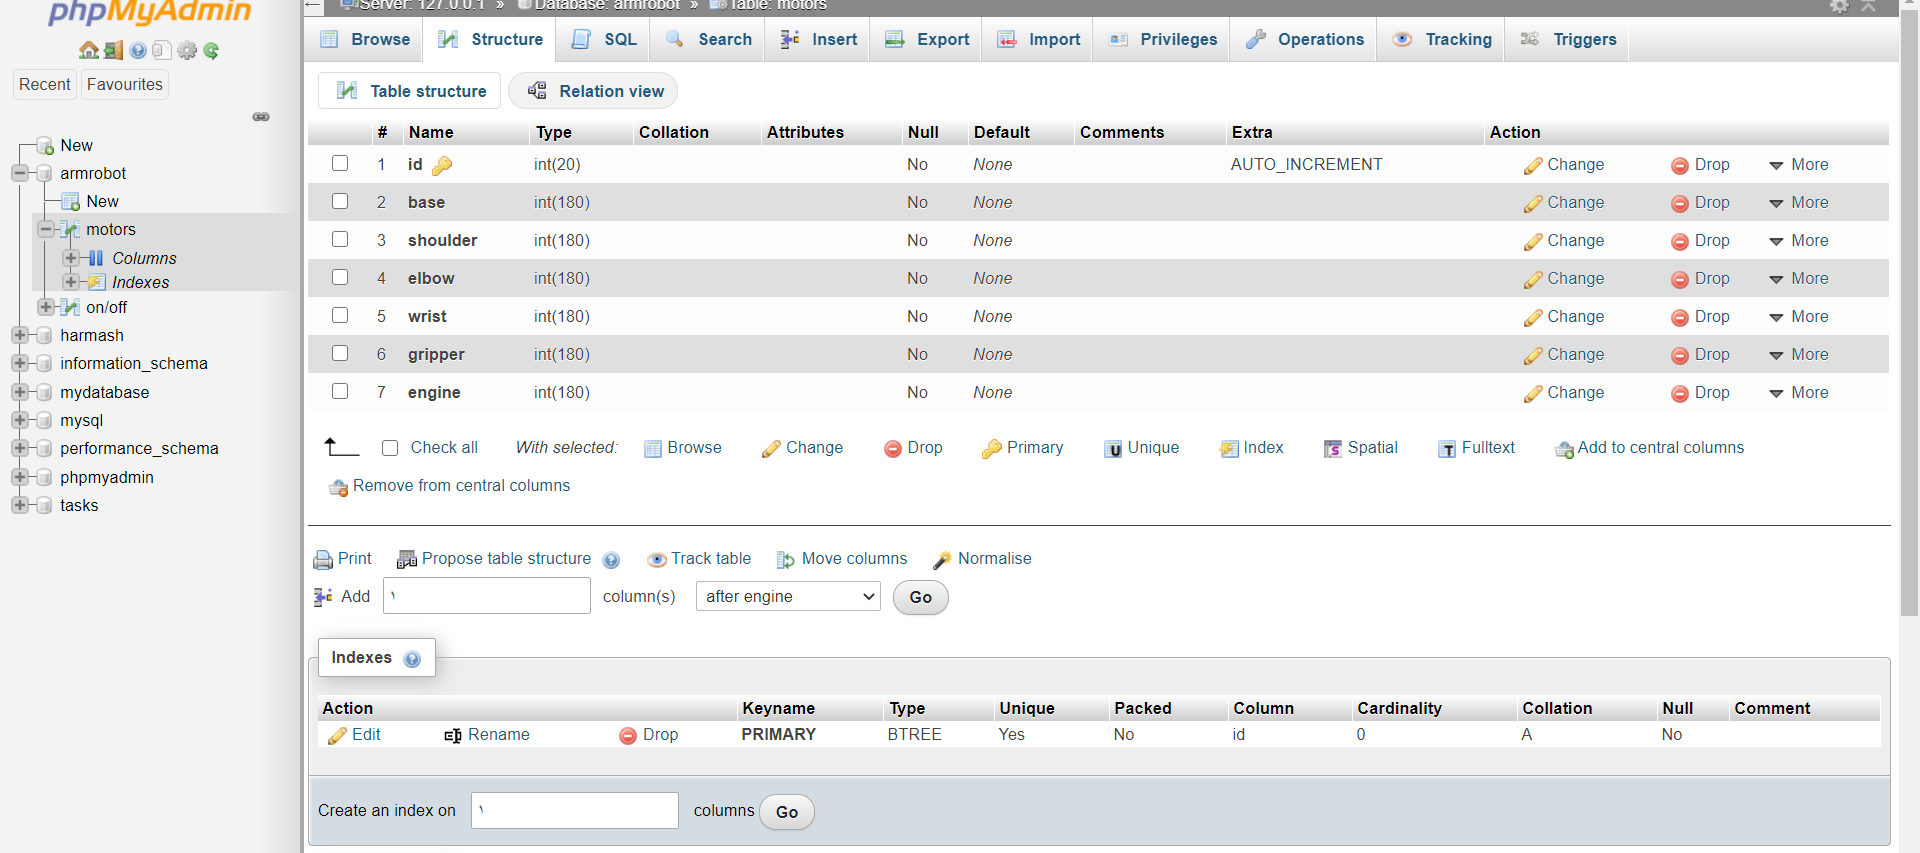 phpMyAdmin
Recent Favourites
New
armrobot
New
motors
Columns
Indexes
on/off
harmash
information_schema
mydatabase
mysql
performance_schema
phpmyadmin
tasks
Server: 127.0.0.1 » Database: armrobot » Table: motors
Browse Structure SQL Search Insert Export Import Privileges Operations Tracking Triggers
Table structure Relation view
# Name Type Collation Attributes Null Default Comments Extra Action
1 id int(20) No None AUTO_INCREMENT Change Drop More
2 base int(180) No None Change Drop More
3 shoulder int(180) No None Change Drop More
4 elbow int(180) No None Change Drop More
5 wrist int(180) No None Change Drop More
6 gripper int(180) No None Change Drop More
7 engine int(180) No None Change Drop More
Check all With selected: Browse Change Drop Primary Unique Index Spatial Fulltext Add to central columns
Remove from central columns
Print Propose table structure Track table Move columns Normalise
Add ١ column(s) after engine Go
Indexes
Action Keyname Type Unique Packed Column Cardinality Collation Null Comment
Edit Rename Drop PRIMARY BTREE Yes No id 0 A No
Create an index on ١ columns Go